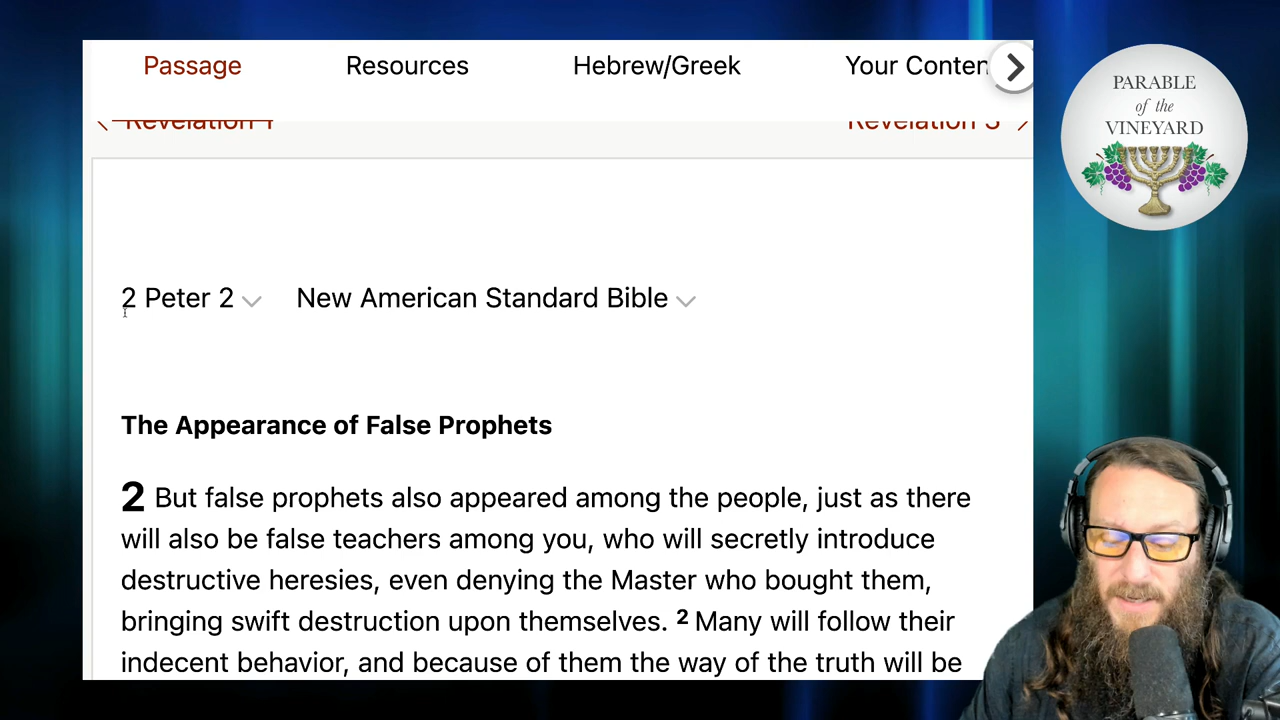 Passage
Resources
Hebrew/Greek
Your Conten
2 Peter 2
New American Standard Bible
The Appearance of False Prophets
2 But false prophets also appeared among the people, just as there
will also be false teachers among you, who will secretly introduce
destructive heresies, even denying the Master who bought them,
bringing swift destruction upon themselves. 2 Many will follow their
indecent behavior, and because of them the way of the truth will be
PARABLE
of the
VINEYARD